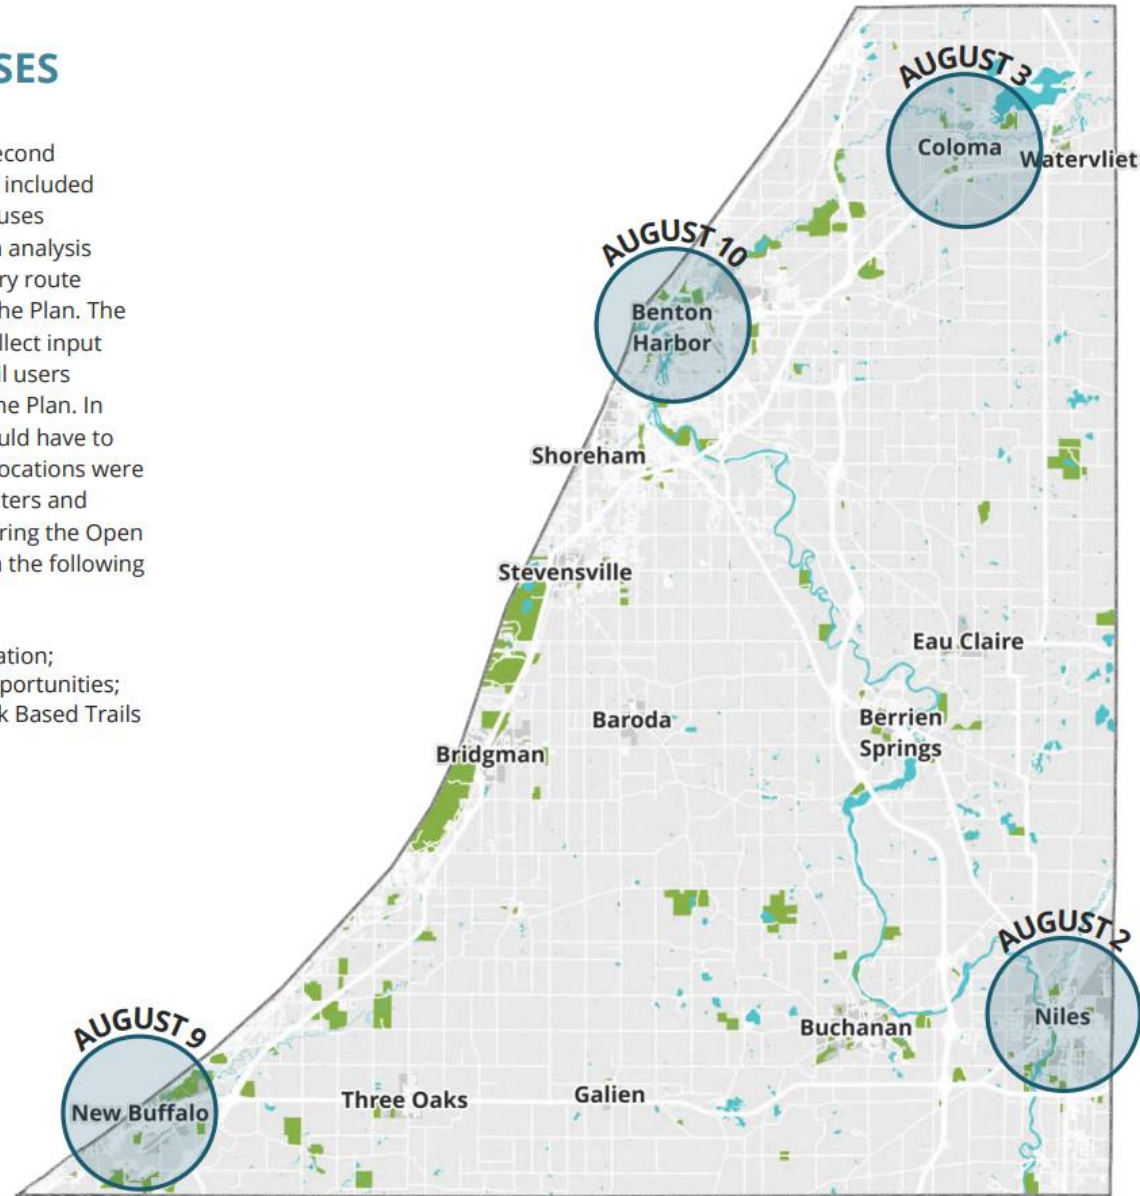 SES
econd
included
uses
analysis
ry route
he Plan. The
llect input
il users
he Plan. In
uld have to
ocations were
ters and
ring the Open
the following
ation;
portunities;
k Based Trails
AUGUST 3
Coloma
Watervliet
AUGUST 10
Benton
Harbor
Shoreham
Stevensville
Eau Claire
Baroda
Berrien
Springs
Bridgman
AUGUST 2
Niles
Buchanan
AUGUST 9
New Buffalo
Three Oaks
Galien